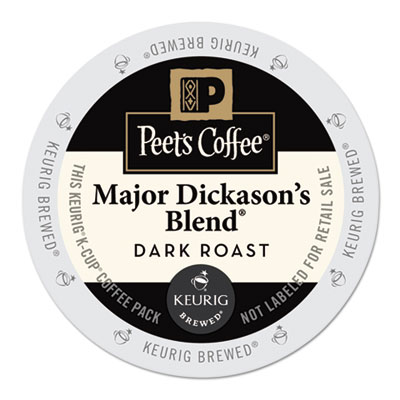 KEURIG BREWED®
P
Peet's Coffee®
Major Dickason's
Blend®
DARK ROAST
KEURIG
BREWED®
THIS KEURIG® K-CUP® COFFEE PACK
NOT LABELED FOR RETAIL SALE
KEURIG BREWED®
KEURIG BREWED®
KEURIG BREWED®